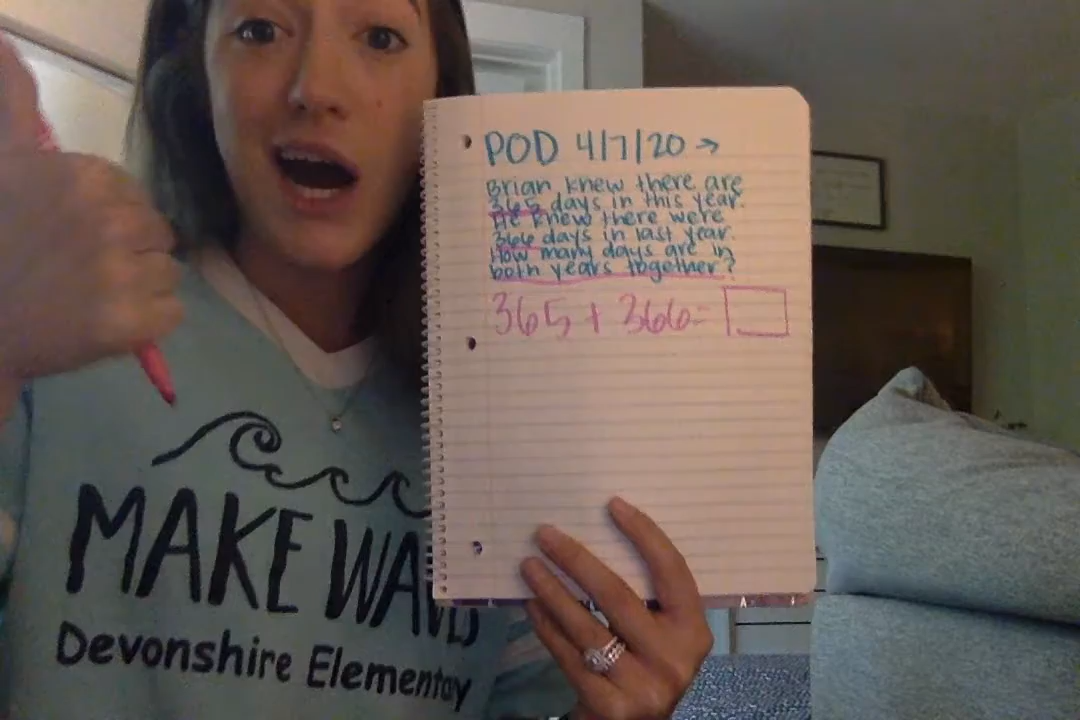 POD 4/7/20 →
Brian knew there are
365 days in this year.
He knew there were
366 days in last year.
How many days are in
both years together?
365 + 366 =
MAKE WAVES
Devonshire Elementay